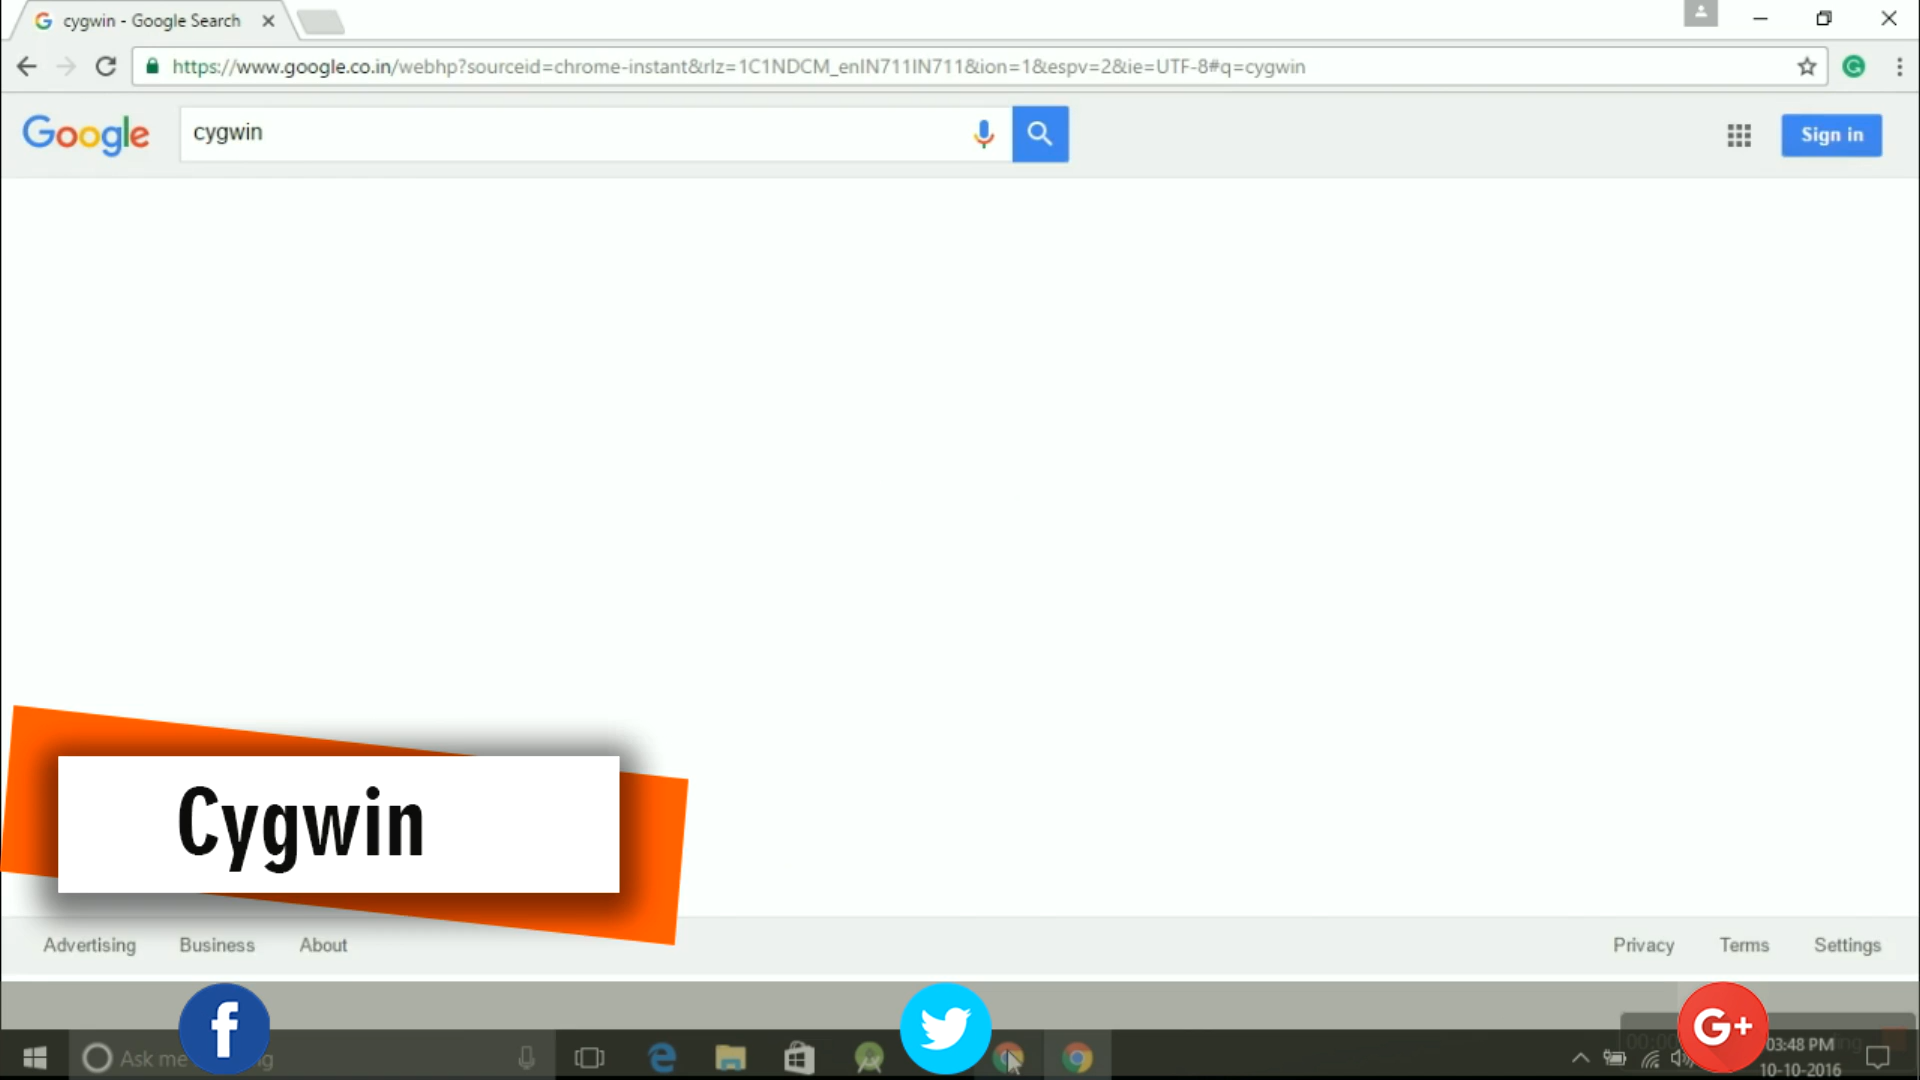 cygwin - Google Search
https://www.google.co.in/webhp?sourceid=chrome-instant&rlz=1C1NDCM_enIN711IN711&ion=1&espv=2&ie=UTF-8#q=cygwin
Google
cygwin
Sign in
Cygwin
Advertising Business About
Privacy Terms Settings
f
G+
Ask me
03:48 PM
10-10-2016